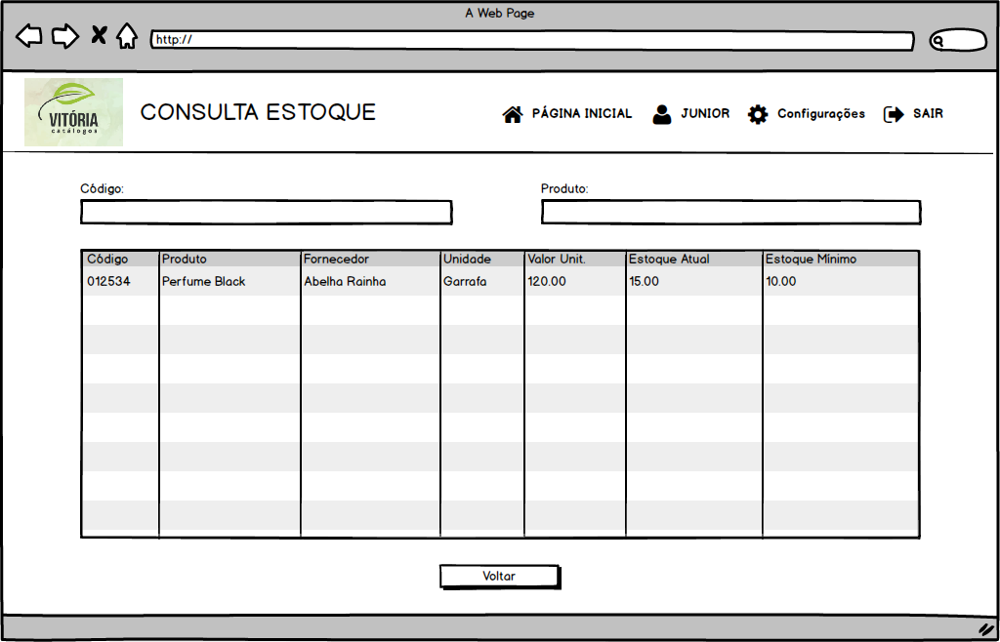 A Web Page
http://
VITÓRIA
catálogos
CONSULTA ESTOQUE
PÁGINA INICIAL
JUNIOR
Configurações
SAIR
Código:
Produto:
Código Produto Fornecedor Unidade Valor Unit. Estoque Atual Estoque Mínimo
012534 Perfume Black Abelha Rainha Garrafa 120.00 15.00 10.00
Voltar